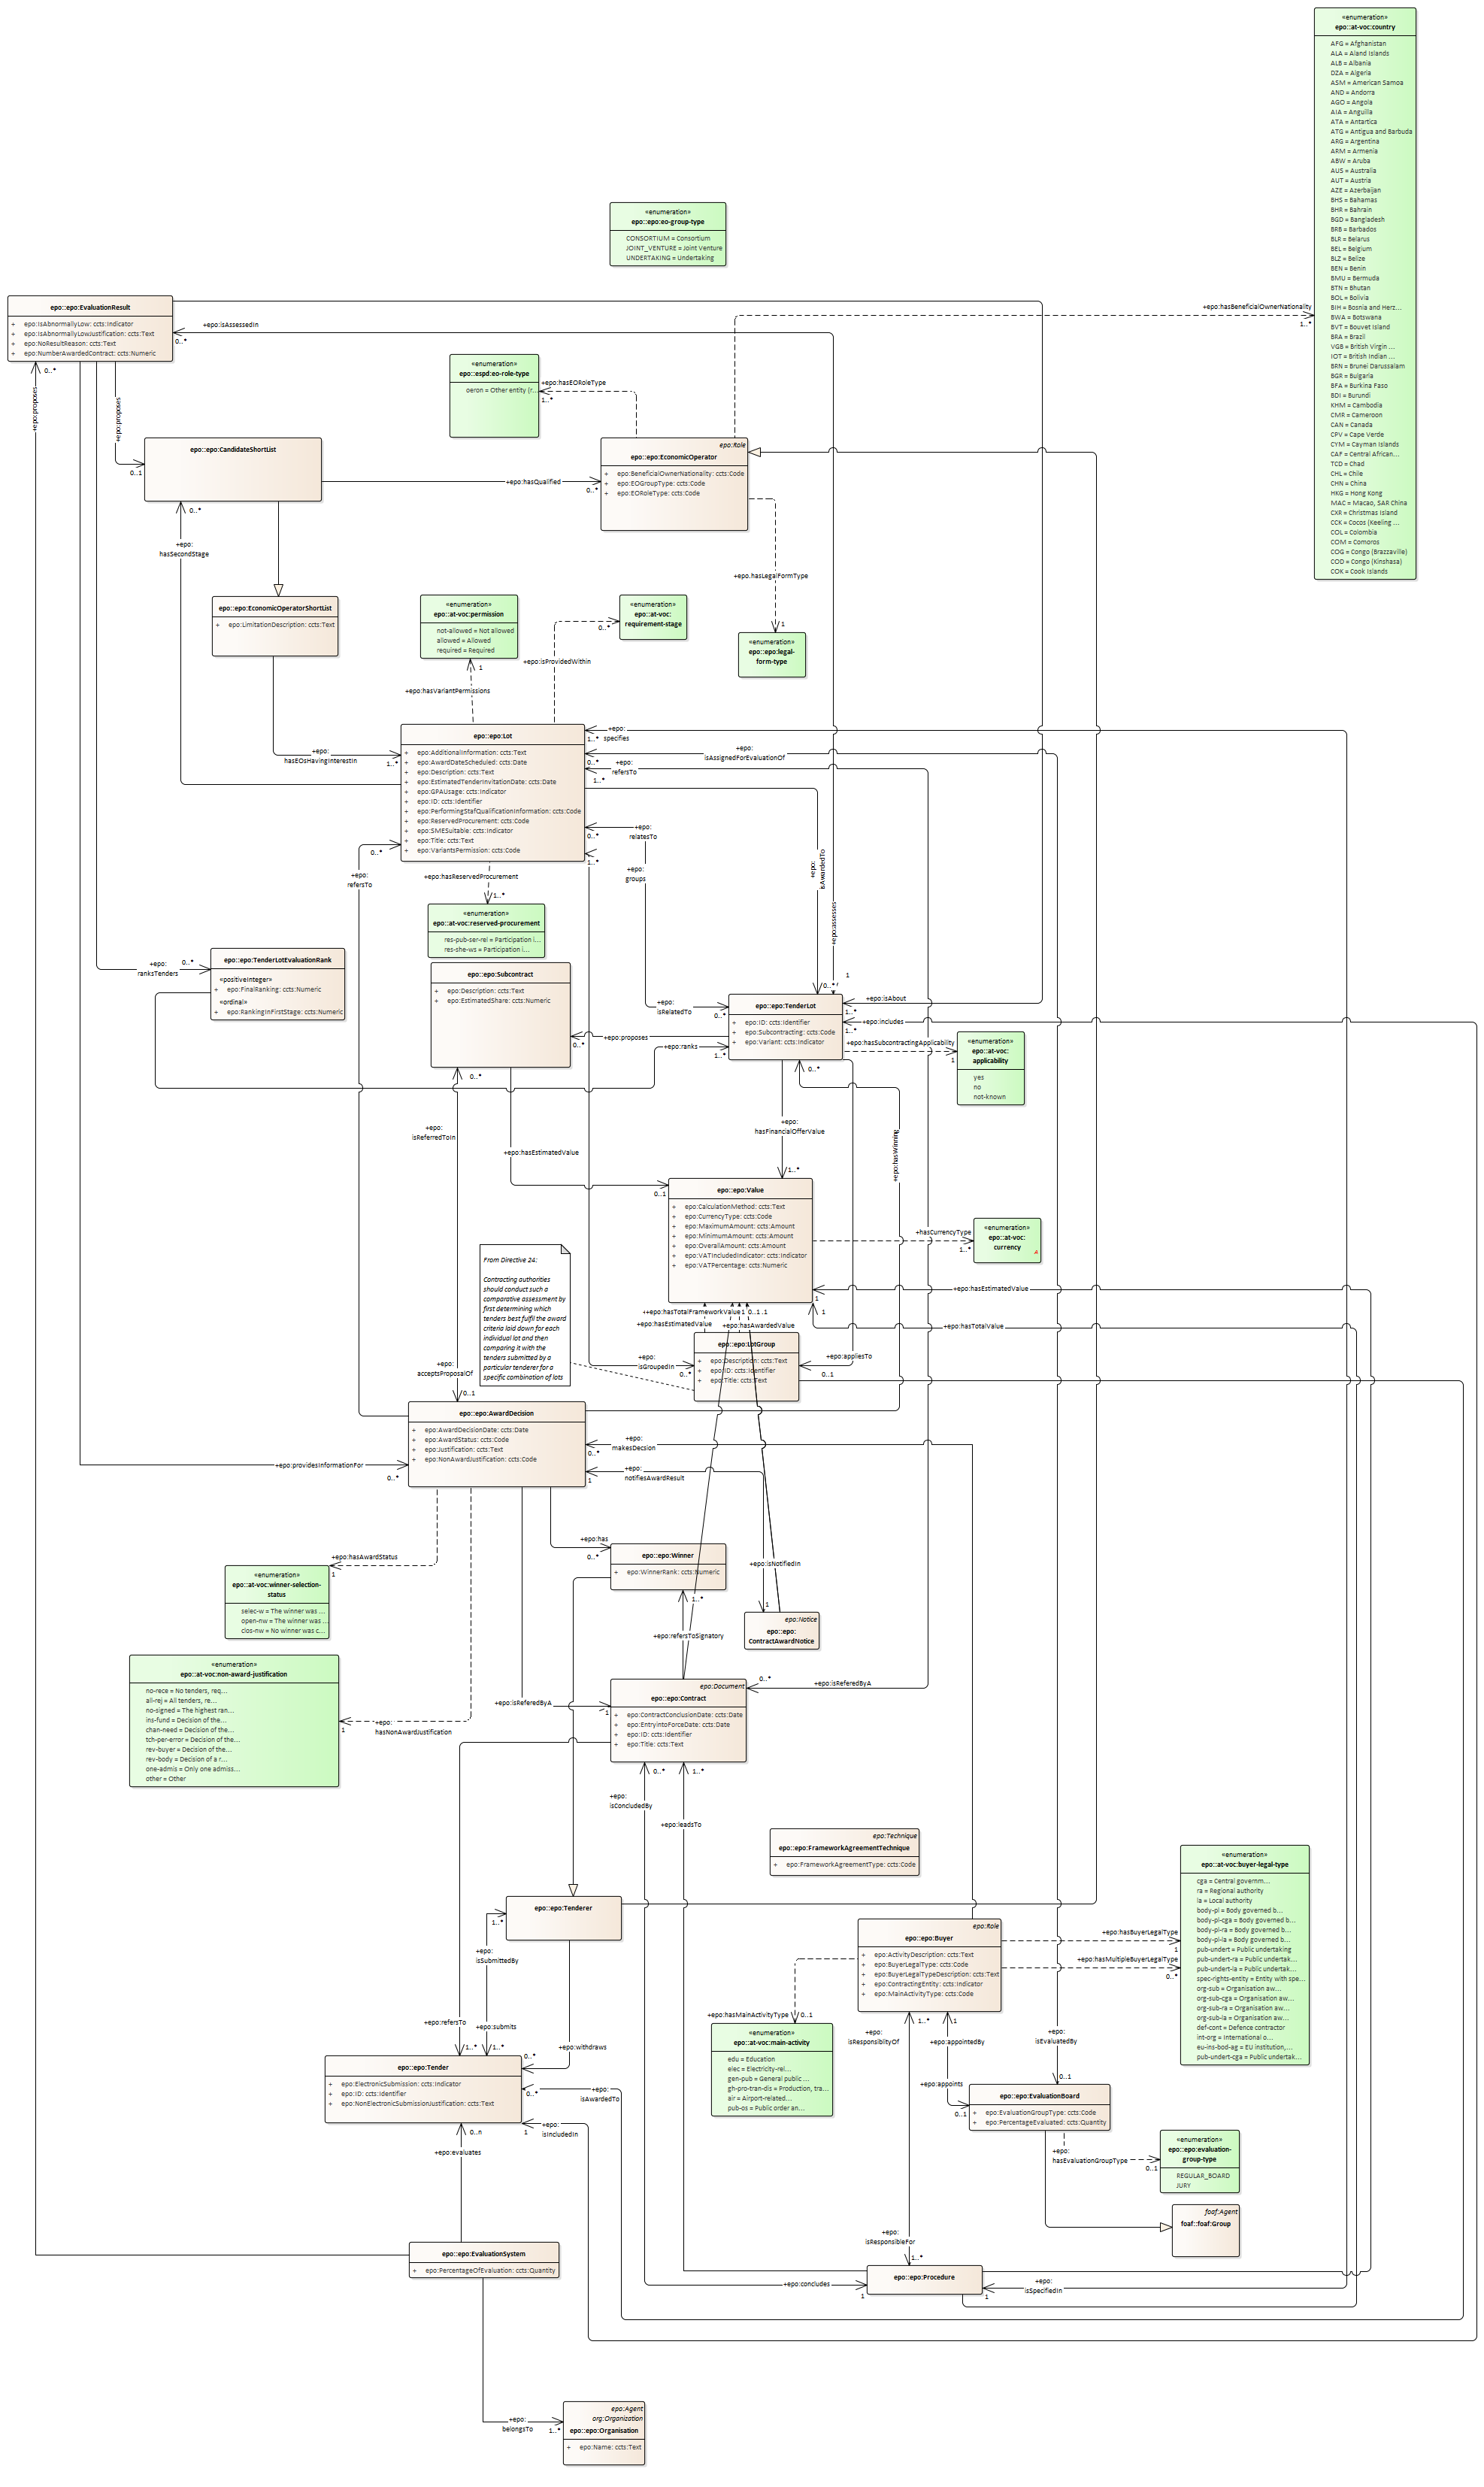 «enumeration»
epo::at-voc:country
AFG = Afghanistan
ALA = Aland Islands
ALB = Albania
DZA = Algeria
ASM = American Samoa
AND = Andorra
AGO = Angola
AIA = Anguilla
ATA = Antartica
ATG = Antigua and Barbuda
ARG = Argentina
ARM = Armenia
ABW = Aruba
AUS = Australia
AUT = Austria
AZE = Azerbaijan
BHS = Bahamas
BHR = Bahrain
BGD = Bangladesh
BRB = Barbados
BLR = Belarus
BEL = Belgium
BLZ = Belize
BEN = Benin
BMU = Bermuda
BTN = Bhutan
BOL = Bolivia
BIH = Bosnia and Herz...
BWA = Botswana
BVT = Bouvet Island
BRA = Brazil
VGB = British Virgin ...
IOT = British Indian ...
BRN = Brunei Darussalam
BGR = Bulgaria
BFA = Burkina Faso
BDI = Burundi
KHM = Cambodia
CMR = Cameroon
CAN = Canada
CPV = Cape Verde
CYM = Cayman Islands
CAF = Central African...
TCD = Chad
CHL = Chile
CHN = China
HKG = Hong Kong
MAC = Macao, SAR China
CXR = Christmas Island
CCK = Cocos (Keeling ...
COL = Colombia
COM = Comoros
COG = Congo (Brazzaville)
COD = Congo (Kinshasa)
COK = Cook Islands
«enumeration»
epo::epo:eo-group-type
CONSORTIUM = Consortium
JOINT_VENTURE = Joint Venture
UNDERTAKING = Undertaking
epo::epo:EvaluationResult
+ epo:IsAbnormallyLow: ccts:Indicator
+ epo:IsAbnormallyLowJustification: ccts:Text
+ epo:NoResultReason: ccts:Text
+ epo:NumberAwardedContract: ccts:Numeric
+epo:isAssessedIn
0..*
+epo:hasBeneficialOwnerNationality
1..*
0..*
+epo:proposes
+epo:proposes
0..1
«enumeration»
epo::espd:eo-role-type
oeron = Other entity (r...
+epo:hasEORoleType
1..*
epo::epo:CandidateShortList
+epo:hasQualified
0..*
epo:Role
epo::epo:EconomicOperator
+ epo:BeneficialOwnerNationality: ccts:Code
+ epo:EOGroupType: ccts:Code
+ epo:EORoleType: ccts:Code
0..*
+epo:
hasSecondStage
+epo.hasLegalFormType
1
«enumeration»
epo::epo:legal-
form-type
epo::epo:EconomicOperatorShortList
+ epo:LimitationDescription: ccts:Text
«enumeration»
epo::at-voc:permission
not-allowed = Not allowed
allowed = Allowed
required = Required
«enumeration»
epo::at-voc:
requirement-stage
0..*
+epo:isProvidedWithin
1
+epo:hasVariantPermissions
+epo:
hasEOsHavingInterestIn
1..*
epo::epo:Lot
+ epo:AdditionalInformation: ccts:Text
+ epo:AwardDateScheduled: ccts:Date
+ epo:Description: ccts:Text
+ epo:EstimatedTenderInvitationDate: ccts:Date
+ epo:GPAUsage: ccts:Indicator
+ epo:ID: ccts:Identifier
+ epo:PerformingStafQualificationInformation: ccts:Code
+ epo:ReservedProcurement: ccts:Code
+ epo:SMESuitable: ccts:Indicator
+ epo:Title: ccts:Text
+ epo:VariantsPermission: ccts:Code
+epo:
specifies
1..*
+epo:
isAssignedForEvaluationOf
0..*
+epo:
refersTo
1..*
+epo:
relatesTo
0..*
+epo:
groups
1..*
0..*
+epo:
refersTo
+epo:hasReservedProcurement
1..*
«enumeration»
epo::at-voc:reserved-procurement
res-pub-ser-rel = Participation i...
res-she-ws = Participation i...
+epo:
isAwardedTo
+epo:assesses
1
0..*
+epo:
ranksTenders
0..*
epo::epo:TenderLotEvaluationRank
«positiveInteger»
+ epo:FinalRanking: ccts:Numeric
«ordinal»
+ epo:RankingInFirstStage: ccts:Numeric
epo::epo:Subcontract
+ epo:Description: ccts:Text
+ epo:EstimatedShare: ccts:Numeric
+epo:
isRelatedTo
0..*
+epo:proposes
0..*
+epo:ranks
1..*
epo::epo:TenderLot
+ epo:ID: ccts:Identifier
+ epo:Subcontracting: ccts:Code
+ epo:Variant: ccts:Indicator
+epo:isAbout
1..*
+epo:includes
1..*
+epo:hasSubcontractingApplicability
1
«enumeration»
epo::at-voc:
applicability
yes
no
not-known
0..*
0..*
+epo:
isReferredToIn
+epo:hasEstimatedValue
0..1
+epo:
hasFinancialOfferValue
1..*
+epo:hasWinning
epo::epo:Value
+ epo:CalculationMethod: ccts:Text
+ epo:CurrencyType: ccts:Code
+ epo:MaximumAmount: ccts:Amount
+ epo:MinimumAmount: ccts:Amount
+ epo:OverallAmount: ccts:Amount
+ epo:VATIncludedIndicator: ccts:Indicator
+ epo:VATPercentage: ccts:Numeric
+hasCurrencyType
1..*
«enumeration»
epo::at-voc:
currency
+epo:hasEstimatedValue
1
+epo:hasTotalValue
1
From Directive 24:
Contracting authorities
should conduct such a
comparative assessment by
first determining which
tenders best fulfil the award
criteria laid down for each
individual lot and then
comparing it with the
tenders submitted by a
particular tenderer for a
specific combination of lots
++epo:hasTotalFrameworkValue
1
0..1
+epo:hasEstimatedValue
+epo:hasAwardedValue
epo::epo:LotGroup
+ epo:Description: ccts:Text
+ epo:ID: ccts:Identifier
+ epo:Title: ccts:Text
+epo:
isGroupedIn
0..*
+epo:appliesTo
0..1
+epo:
acceptsProposalOf
0..1
epo::epo:AwardDecision
+ epo:AwardDecisionDate: ccts:Date
+ epo:AwardStatus: ccts:Code
+ epo:Justification: ccts:Text
+ epo:NonAwardJustification: ccts:Code
+epo:
makesDecsion
0..*
+epo:
notifiesAwardResult
1
+epo:providesInformationFor
0..*
+epo:hasAwardStatus
1
«enumeration»
epo::at-voc:winner-selection-
status
selec-w = The winner was ...
open-nw = The winner was ...
clos-nw = No winner was c...
+epo:has
0..*
epo::epo:Winner
+ epo:WinnerRank: ccts:Numeric
+epo:isNotifiedIn
1
epo:Notice
epo::epo:
ContractAwardNotice
1..*
+epo:refersToSignatory
«enumeration»
epo::at-voc:non-award-justification
no-rece = No tenders, req...
all-rej = All tenders, re...
no-signed = The highest ran...
ins-fund = Decision of the...
chan-need = Decision of the...
tch-per-error = Decision of the...
rev-buyer = Decision of the...
rev-body = Decision of a r...
one-admis = Only one admiss...
other = Other
1
+epo:
hasNonAwardJustification
+epo:isReferedByA
1
epo:Document
epo::epo:Contract
+ epo:ContractConclusionDate: ccts:Date
+ epo:EntryIntoForceDate: ccts:Date
+ epo:ID: ccts:Identifier
+ epo:Title: ccts:Text
0..*
+epo:isReferedByA
0..*
1..*
+epo:
isConcludedBy
+epo:leadsTo
epo:Technique
epo::epo:FrameworkAgreementTechnique
+ epo:FrameworkAgreementType: ccts:Code
«enumeration»
epo::at-voc:buyer-legal-type
cga = Central governm...
ra = Regional authority
la = Local authority
body-pl = Body governed b...
body-pl-cga = Body governed b...
body-pl-ra = Body governed b...
body-pl-la = Body governed b...
pub-undert = Public undertaking
pub-undert-ra = Public undertak...
pub-undert-la = Public undertak...
spec-rights-entity = Entity with spe...
org-sub = Organisation aw...
org-sub-cga = Organisation aw...
org-sub-ra = Organisation aw...
org-sub-la = Organisation aw...
def-cont = Defence contractor
int-org = International o...
eu-ins-bod-ag = EU institution,...
pub-undert-cga = Public undertak...
epo::epo:Tenderer
1..*
+epo:
isSubmittedBy
epo:Role
epo::epo:Buyer
+ epo:ActivityDescription: ccts:Text
+ epo:BuyerLegalType: ccts:Code
+ epo:BuyerLegalTypeDescription: ccts:Text
+ epo:ContractingEntity: ccts:Indicator
+ epo:MainActivityType: ccts:Code
+epo:hasBuyerLegalType
1
+epo:hasMultipleBuyerLegalType
0..*
+epo:hasMainActivityType
0..1
«enumeration»
epo::at-voc:main-activity
edu = Education
elec = Electricity-rel...
gen-pub = General public ...
gh-pro-tran-dis = Production, tra...
air = Airport-related...
pub-os = Public order an...
1..*
+epo:
isResponsiblityOf
1
+epo:appointedBy
+epo:
isEvaluatedBy
0..1
+epo:appoints
0..1
epo::epo:EvaluationBoard
+ epo:EvaluationGroupType: ccts:Code
+ epo:PercentageEvaluated: ccts:Quantity
+epo:
hasEvaluationGroupType
0..1
«enumeration»
epo::epo:evaluation-
group-type
REGULAR_BOARD
JURY
foaf:Agent
foaf::foaf:Group
+epo:refersTo
1..*
+epo:submits
1..*
+epo:withdraws
0..*
epo::epo:Tender
+ epo:ElectronicSubmission: ccts:Indicator
+ epo:ID: ccts:Identifier
+ epo:NonElectronicSubmissionJustification: ccts:Text
0..*
+epo:
isAwardedTo
1
+epo:
isIncludedIn
0..n
+epo:evaluates
epo::epo:EvaluationSystem
+ epo:PercentageOfEvaluation: ccts:Quantity
+epo:
isResponsibleFor
1..*
+epo:concludes
1
epo::epo:Procedure
+epo:
isSpecifiedIn
1
+epo:
belongsTo
1..*
epo:Agent
org:Organization
epo::epo:Organisation
+ epo:Name: ccts:Text